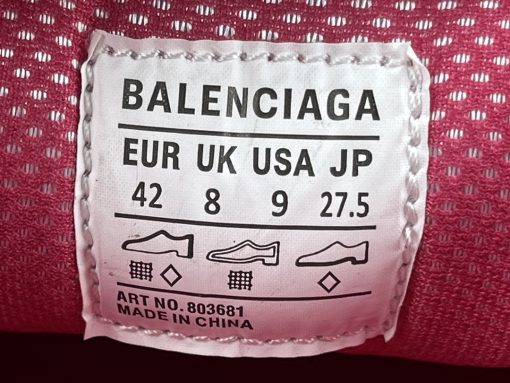 BALENCIAGA
EUR UK USA JP
42 8 9 27.5
ART NO. 803681
MADE IN CHINA